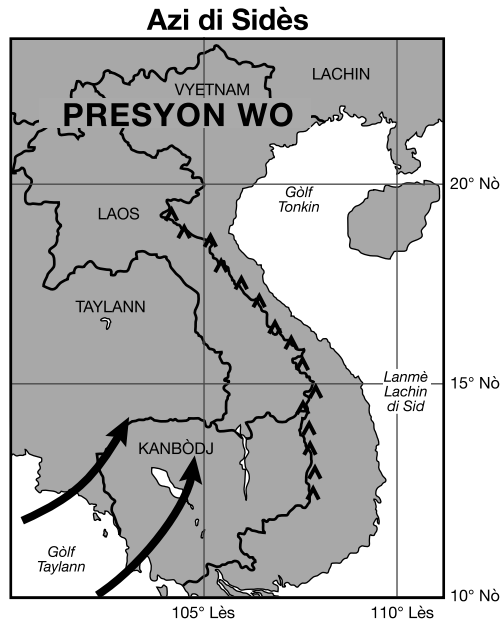 Azi di Sidès
LACHIN
VYETNAM
PRESYON WO
20° Nò
Gòlf
Tonkin
LAOS
TAYLANN
Lanmè
Lachin
di Sid
15° Nò
KANBÒDJ
Gòlf
Taylann
10° Nò
105° Lès
110° Lès